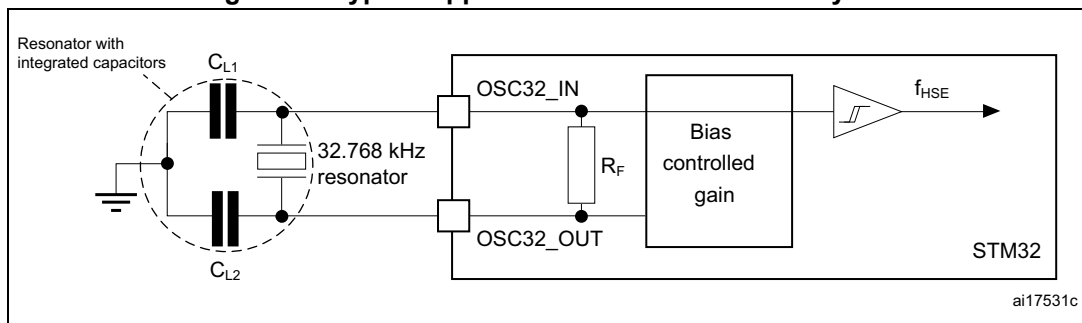 Resonator with
integrated capacitors
CL1
OSC32_IN
fHSE
32.768 kHz
resonator
RF
Bias
controlled
gain
OSC32_OUT
STM32
CL2
ai17531c